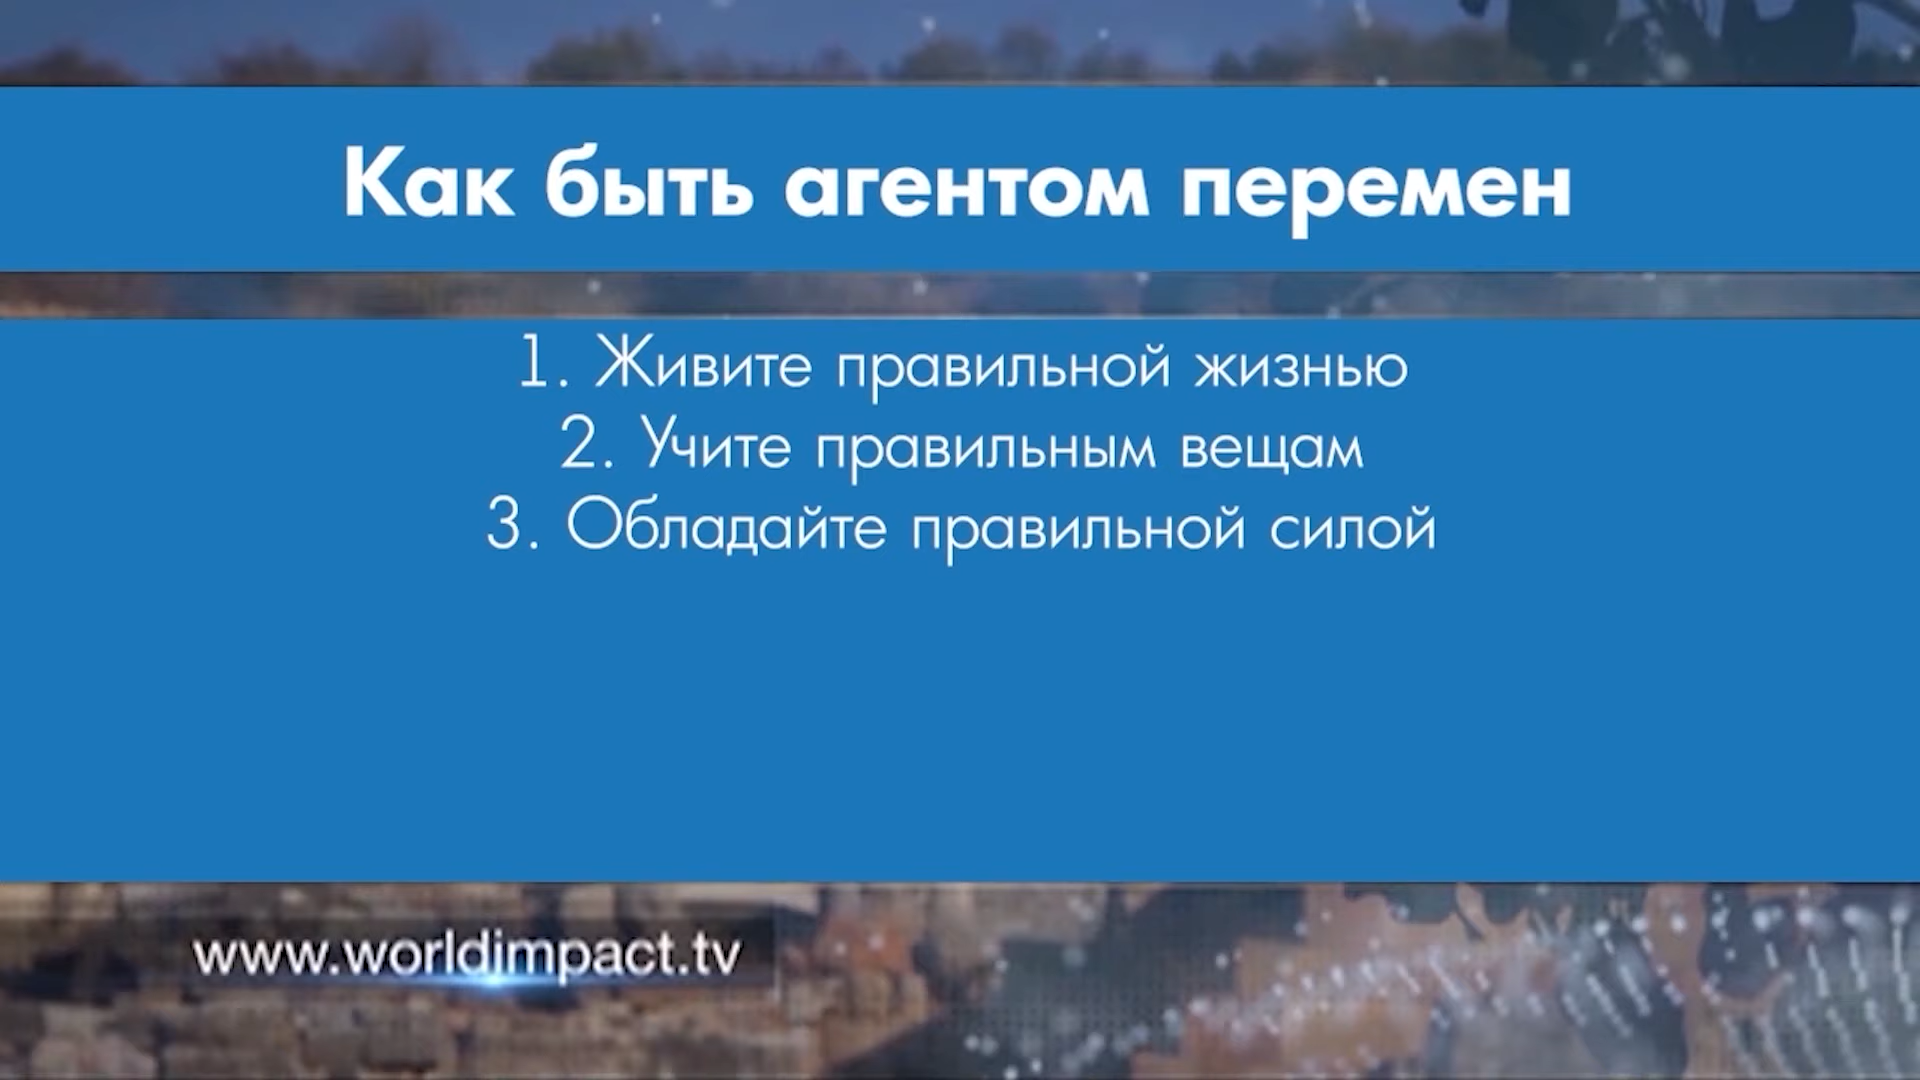 Как быть агентом перемен
1. Живите правильной жизнью
2. Учите правильным вещам
3. Обладайте правильной силой
www.worldimpact.tv